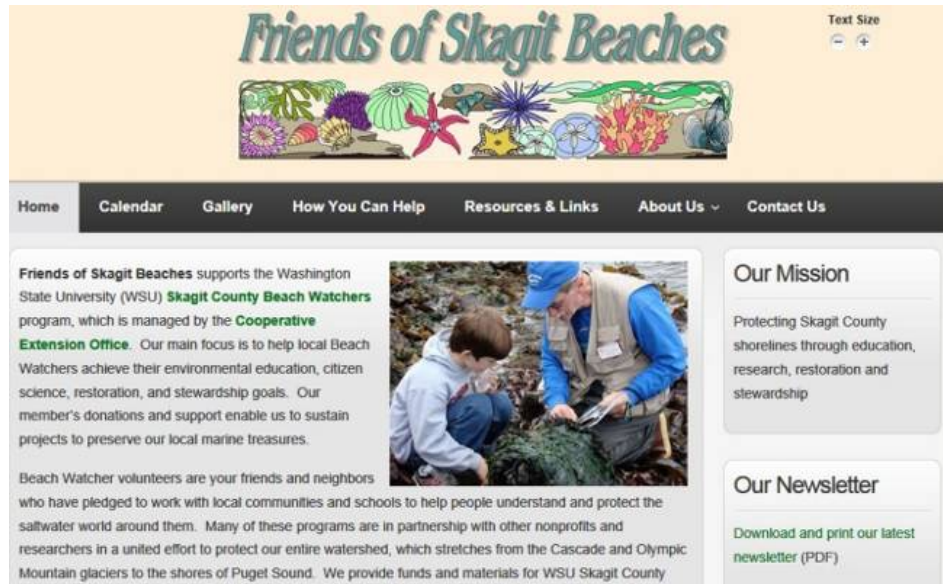 Friends of Skagit Beaches
Text Size
Home Calendar Gallery How You Can Help Resources & Links About Us Contact Us
Friends of Skagit Beaches supports the Washington
State University (WSU) Skagit County Beach Watchers
program, which is managed by the Cooperative
Extension Office. Our main focus is to help local Beach
Watchers achieve their environmental education, citizen
science, restoration, and stewardship goals. Our
member's donations and support enable us to sustain
projects to preserve our local marine treasures.
Beach Watcher volunteers are your friends and neighbors
who have pledged to work with local communities and schools to help people understand and protect the
saltwater world around them. Many of these programs are in partnership with other nonprofits and
researchers in a united effort to protect our entire watershed, which stretches from the Cascade and Olympic
Mountain glaciers to the shores of Puget Sound. We provide funds and materials for WSU Skagit County
Our Mission
Protecting Skagit County
shorelines through education,
research, restoration and
stewardship
Our Newsletter
Download and print our latest
newsletter (PDF)